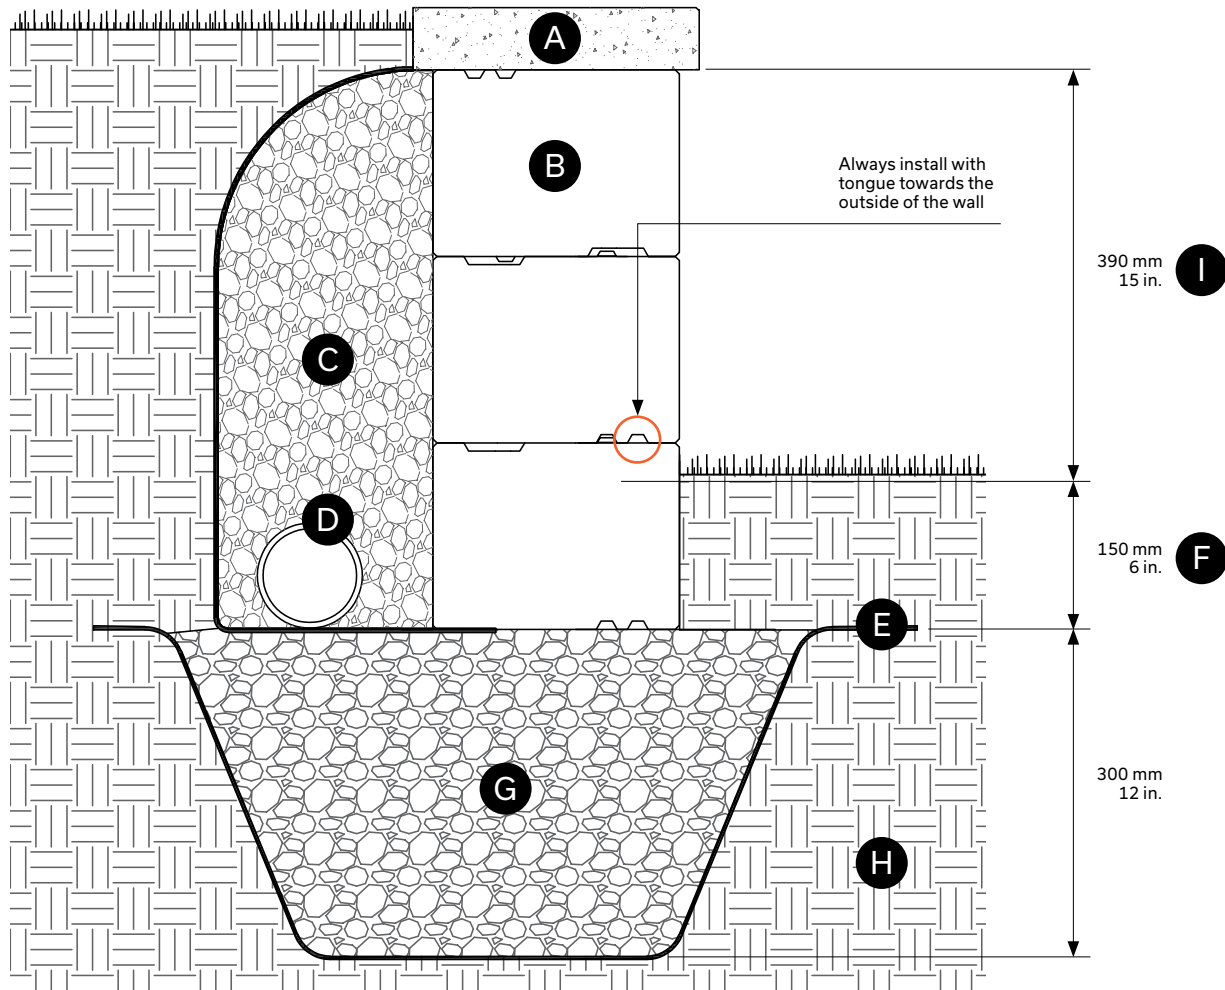 A
B
Always install with
tongue towards the
outside of the wall
390 mm
15 in.
I
C
D
150 mm
6 in.
F
E
G
300 mm
12 in.
H